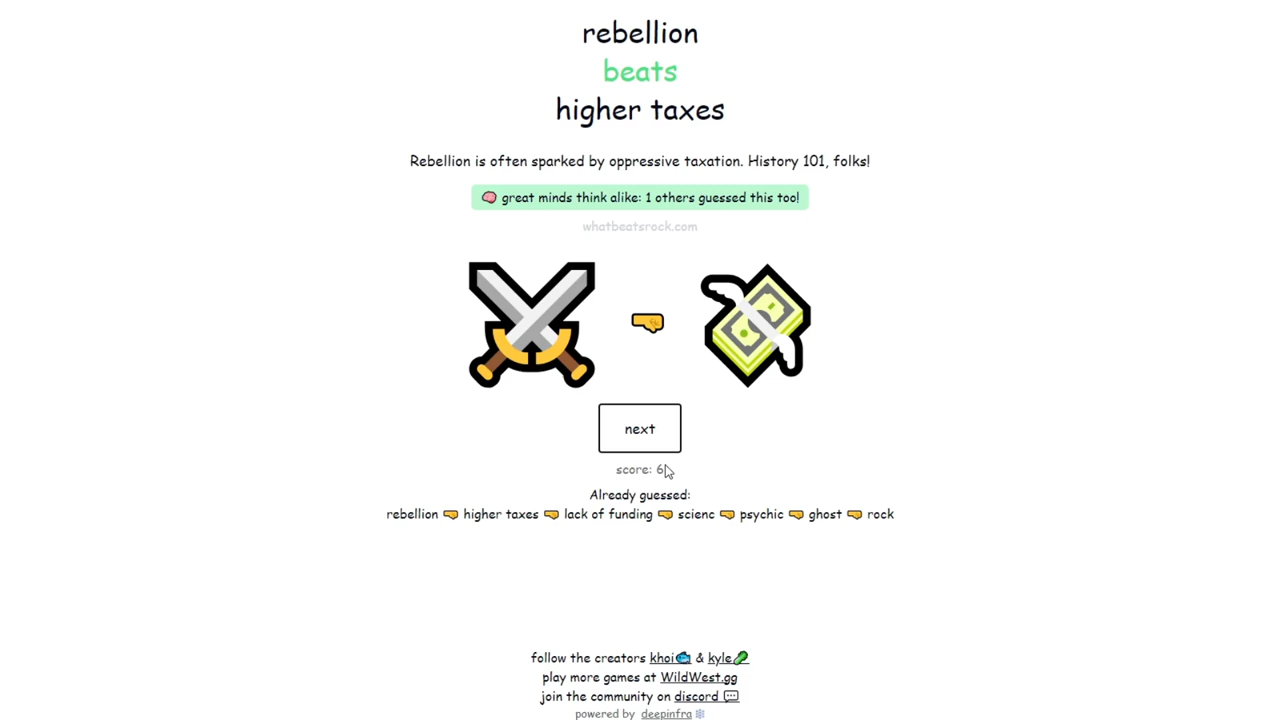 rebellion
beats
higher taxes
Rebellion is often sparked by oppressive taxation. History 101, folks!
great minds think alike: 1 others guessed this too!
whatbeatsrock.com
next
score: 6
Already guessed:
rebellion 🤜 higher taxes 🤜 lack of funding 🤜 scienc 🤜 psychic 🤜 ghost 🤜 rock
follow the creators khoi & kyle
play more games at WildWest.gg
join the community on discord
powered by deepinfra